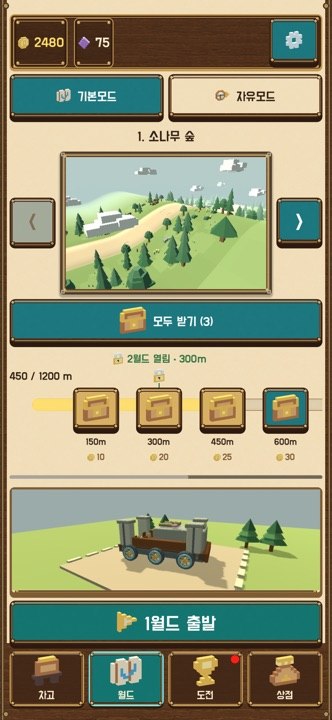 2480 75
기본모드 자유모드
1. 소나무 숲
모두 받기 (3)
2월드 열림 · 300m
450 / 1200 m
150m 300m 450m 600m
10 20 25 30
1월드 출발
차고 월드 도전 상점